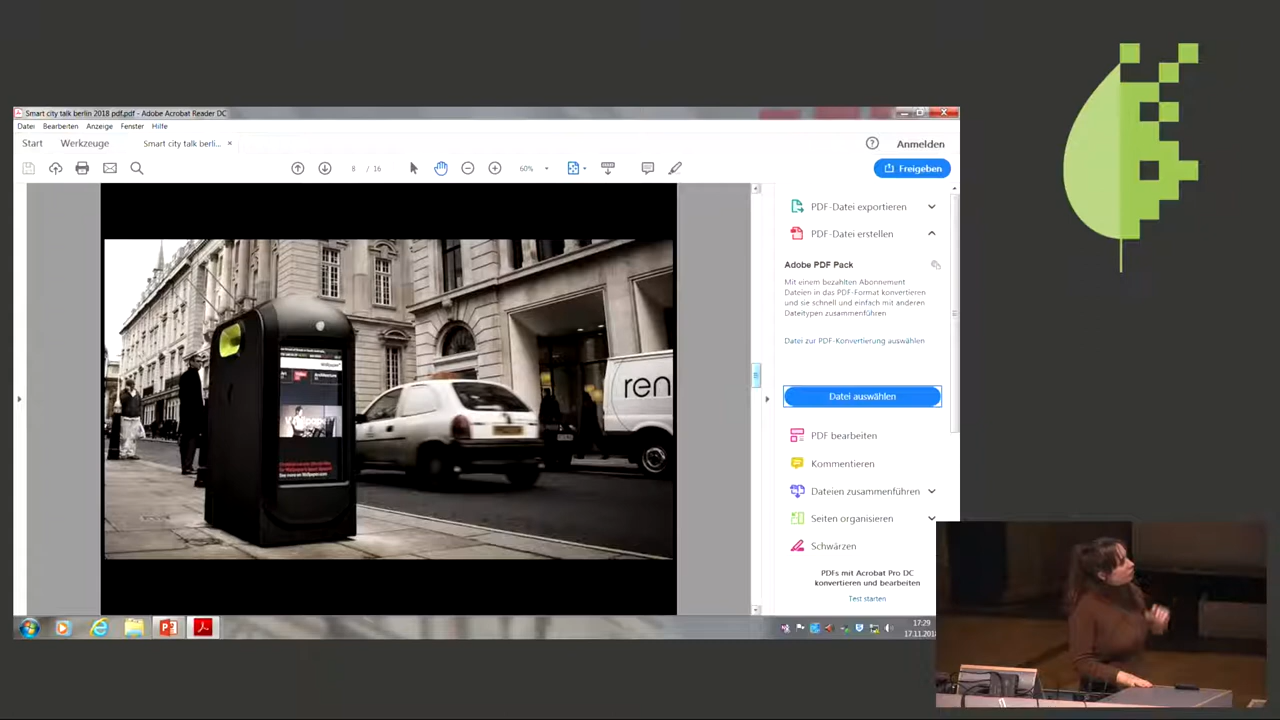 Smart city talk berlin 2018 pdf.pdf - Adobe Acrobat Reader DC
Datei Bearbeiten Anzeige Fenster Hilfe
Start Werkzeuge Smart city talk berli... × ? Anmelden
8 / 16 60% Freigeben
PDF-Datei exportieren
PDF-Datei erstellen
Adobe PDF Pack
Mit einem bezahlten Abonnement
Dateien in das PDF-Format konvertieren
und sie schnell und einfach mit anderen
Dateitypen zusammenführen
Datei zur PDF-Konvertierung auswählen
Datei auswählen
PDF bearbeiten
Kommentieren
Dateien zusammenführen
Seiten organisieren
Schwärzen
PDFs mit Acrobat Pro DC
konvertieren und bearbeiten
Test starten
ren
17:29
17.11.201